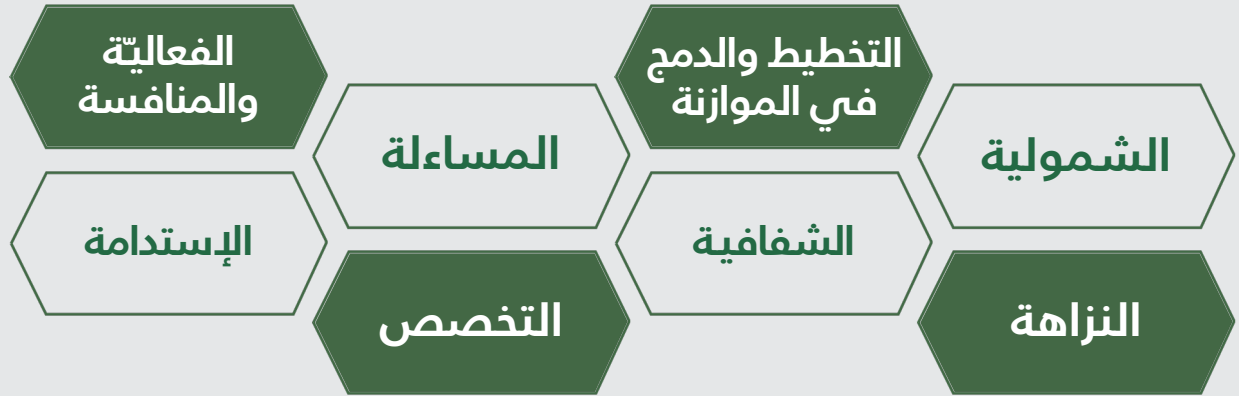 الشمولية
النزاهة
التخطيط والدمج
في الموازنة
الشفافية
المساءلة
التخصص
الفعاليّة
والمنافسة
الإستدامة